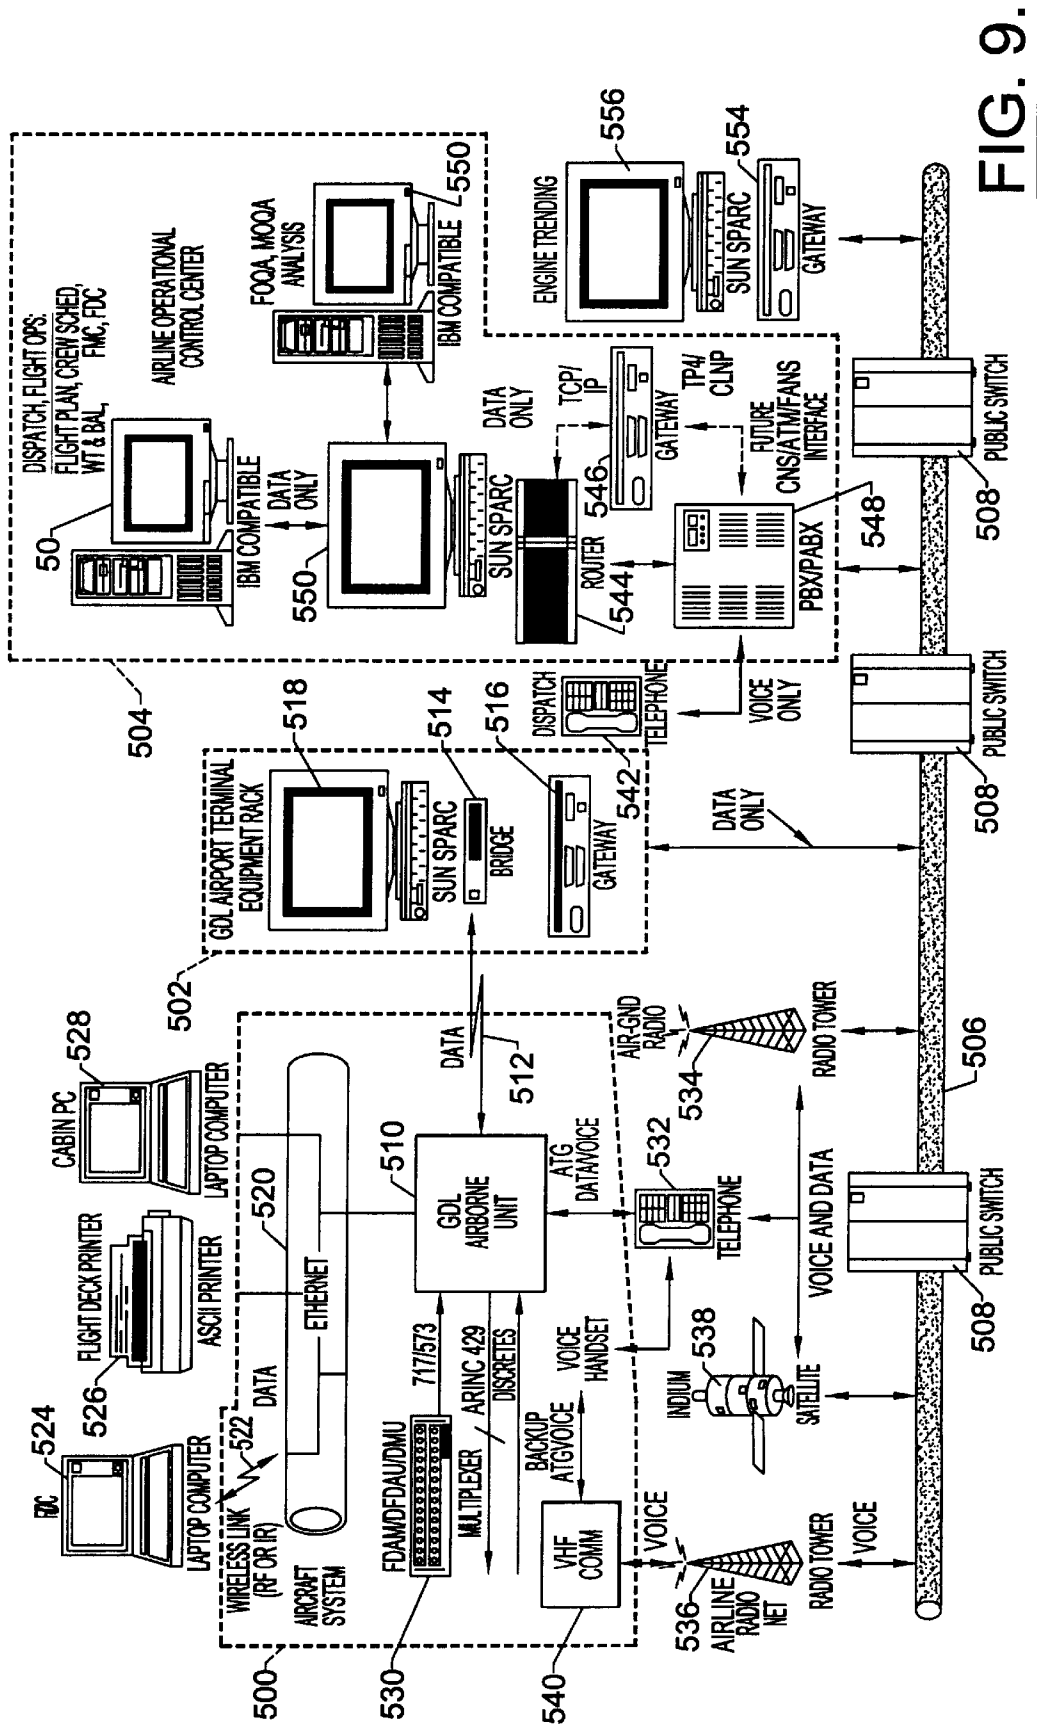 524
F/DC
LAPTOP COMPUTER
526
FLIGHT DECK PRINTER
ASCII PRINTER
CABIN PC
528
LAPTOP COMPUTER
500
WIRELESS LINK
(RF OR IR)
522
DATA
AIRCRAFT
SYSTEM
ETHERNET
520
530
FDAM/DFDAU/DMU
717/573
MULTIPLEXER
ARINC 429
DISCRETES
GDL
AIRBORNE
UNIT
510
DATA
512
540
VHF
COMM
BACKUP
ATGVOICE
VOICE
HANDSET
ATG
DATA/VOICE
VOICE
532
TELEPHONE
AIR-GND
RADIO
534
RADIO TOWER
536
AIRLINE
RADIO
NET
RADIO TOWER
VOICE
INDIUM
538
SATELLITE
VOICE AND DATA
502
GDL AIRPORT TERMINAL
EQUIPMENT RACK
518
SUN SPARC
514
BRIDGE
516
GATEWAY
DATA
ONLY
504
DISPATCH, FLIGHT OPS:
FLIGHT PLAN, CREW SCHED,
WT & BAL, FMC, FDC
50
IBM COMPATIBLE
AIRLINE OPERATIONAL
CONTROL CENTER
DATA
ONLY
FOQA, MOQA
ANALYSIS
550
IBM COMPATIBLE
550
SUN SPARC
ROUTER
544
DATA
ONLY
TCP/
IP
546
GATEWAY
TP4/
CLNP
FUTURE
CNS/ATM/FANS
INTERFACE
PBX/PABX
548
DISPATCH
542
TELEPHONE
VOICE
ONLY
ENGINE TRENDING
556
SUN SPARC
554
GATEWAY
508
PUBLIC SWITCH
506
508
PUBLIC SWITCH
508
PUBLIC SWITCH
FIG. 9.